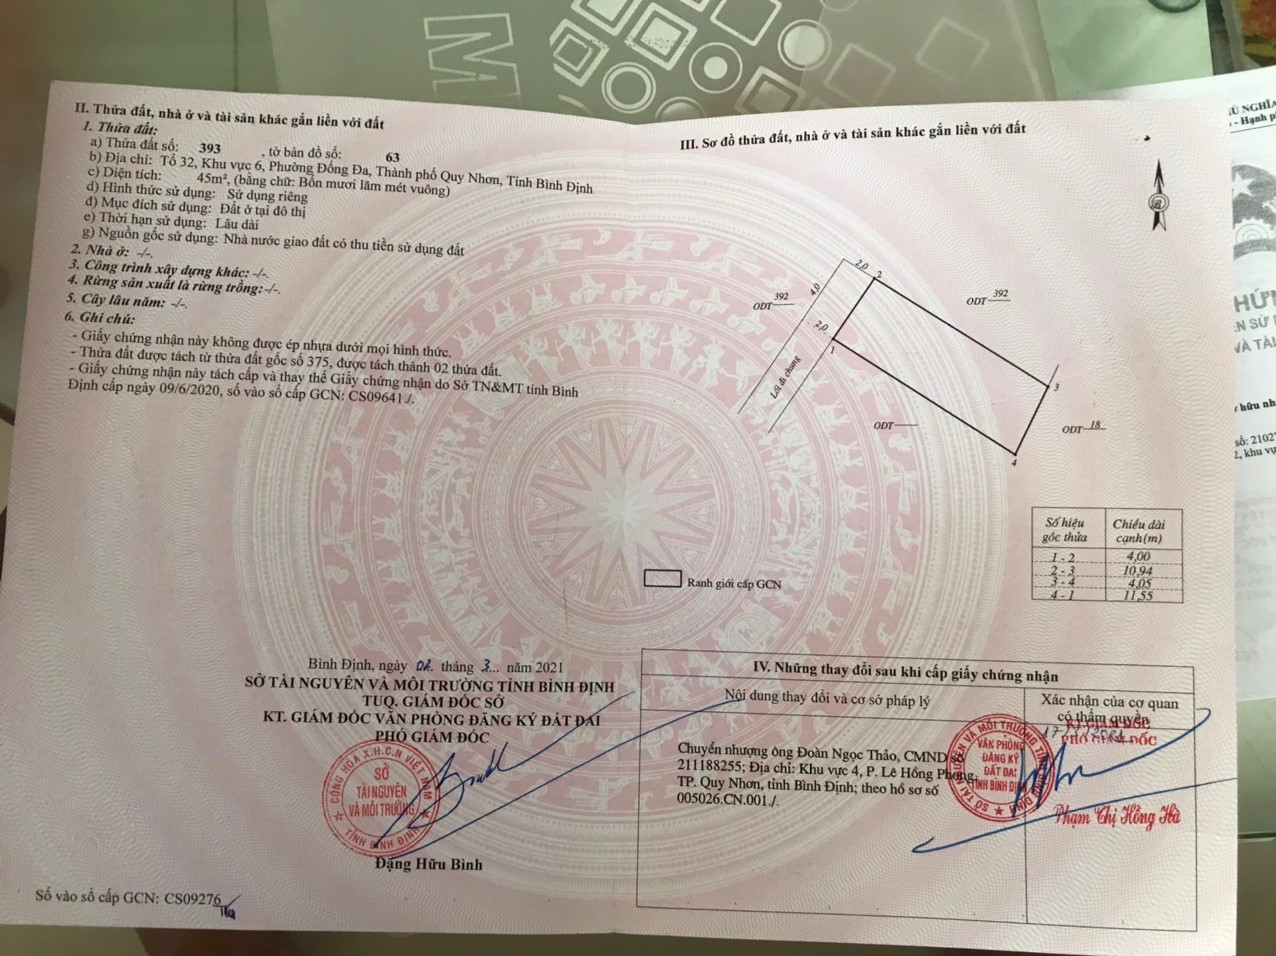 II. Thửa đất, nhà ở và tài sản khác gắn liền với đất
1. Thửa đất:
a) Thửa đất số: 393 , tờ bản đồ số: 63
b) Địa chỉ: Tổ 32, Khu vực 6, Phường Đống Đa, Thành phố Quy Nhơn, Tỉnh Bình Định
c) Diện tích: 45m², (bằng chữ: Bốn mươi lăm mét vuông)
d) Hình thức sử dụng: Sử dụng riêng
đ) Mục đích sử dụng: Đất ở tại đô thị
e) Thời hạn sử dụng: Lâu dài
g) Nguồn gốc sử dụng: Nhà nước giao đất có thu tiền sử dụng đất
2. Nhà ở: -/-.
3. Công trình xây dựng khác: -/-.
4. Rừng sản xuất là rừng trồng: -/-.
5. Cây lâu năm: -/-.
6. Ghi chú:
- Giấy chứng nhận này không được ép nhựa dưới mọi hình thức.
- Thửa đất được tách từ thửa đất gốc số 375, được tách thành 02 thửa đất.
- Giấy chứng nhận này tách cấp và thay thế Giấy chứng nhận do Sở TN&MT tỉnh Bình
Định cấp ngày 09/6/2020, số vào sổ cấp GCN: CS09641./.
Bình Định, ngày 02 tháng 3 năm 2021
SỞ TÀI NGUYÊN VÀ MÔI TRƯỜNG TỈNH BÌNH ĐỊNH
TUQ. GIÁM ĐỐC SỞ
KT. GIÁM ĐỐC VĂN PHÒNG ĐĂNG KÝ ĐẤT ĐAI
PHÓ GIÁM ĐỐC
CỘNG HÒA X.H.C.N VIỆT NAM
SỞ
TÀI NGUYÊN
VÀ MÔI TRƯỜNG
TỈNH BÌNH ĐỊNH
Đặng Hữu Bình
Số vào sổ cấp GCN: CS09276
III. Sơ đồ thửa đất, nhà ở và tài sản khác gắn liền với đất
B
2,0
2
4,0
392
ODT
392
ODT
2,0
1
Lối đi chung
3
ODT
18
ODT
4
Số hiệu góc thửa | Chiều dài cạnh(m)
1 - 2 4,00
2 - 3 10,94
3 - 4 4,05
4 - 1 11,55
Ranh giới cấp GCN
IV. Những thay đổi sau khi cấp giấy chứng nhận
Nội dung thay đổi và cơ sở pháp lý
Xác nhận của cơ quan
có thẩm quyền
Chuyển nhượng ông Đoàn Ngọc Thảo, CMND số
211188255; Địa chỉ: Khu vực 4, P. Lê Hồng Phong,
TP. Quy Nhơn, tỉnh Bình Định; theo hồ sơ số
005026.CN.001./.
KT.GIÁM ĐỐC
PHÓ GIÁM ĐỐC
VĂN PHÒNG
ĐĂNG KÝ
ĐẤT ĐAI
TỈNH BÌNH ĐỊNH
Phạm Thị Hồng Hà
Ủ NGHĨA
- Hạnh
HỨ
N SỬ
VÀ TÀI
hữu
số: 2102
2, khu vự
M